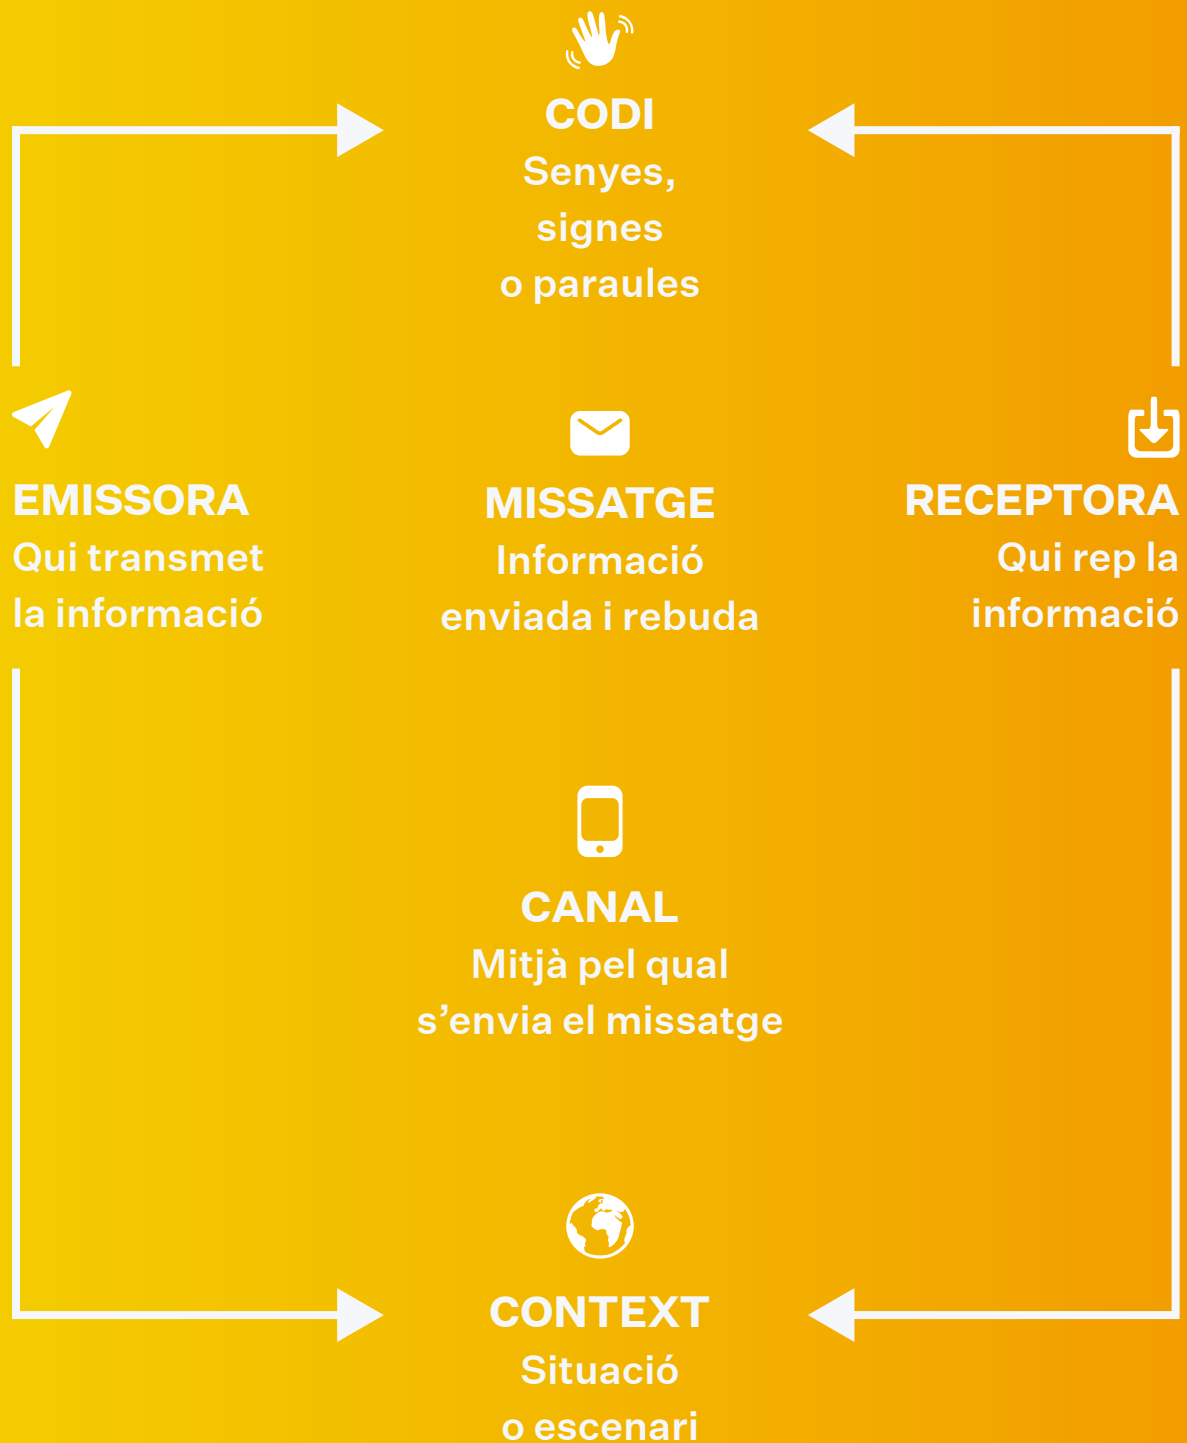 CODI
Senyes,
signes
o paraules
EMISSORA
Qui transmet
la informació
MISSATGE
Informació
enviada i rebuda
RECEPTORA
Qui rep la
informació
CANAL
Mitjà pel qual
s’envia el missatge
CONTEXT
Situació
o escenari